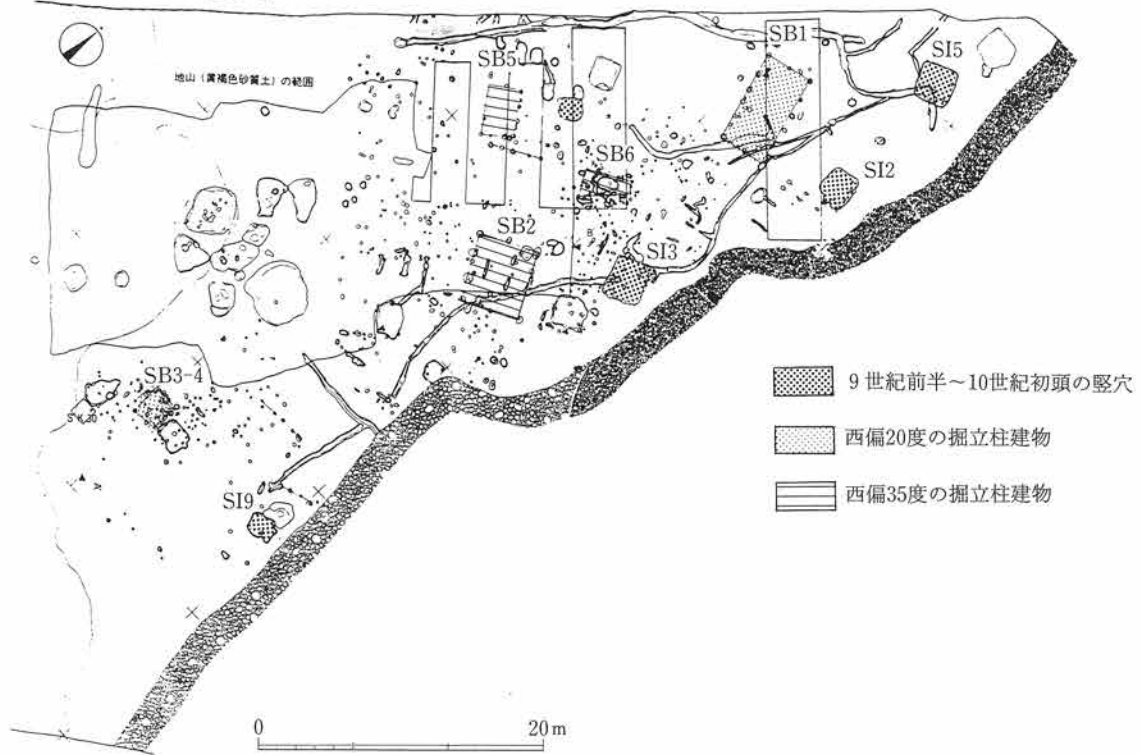 SB1
SI5
SB5
地山(黄褐色砂質土)の範囲
SB6
SI2
SB2
SI3
9世紀前半~10世紀初頭の竪穴
SB3-4
西偏20度の掘立柱建物
西偏35度の掘立柱建物
SI9
0
20m